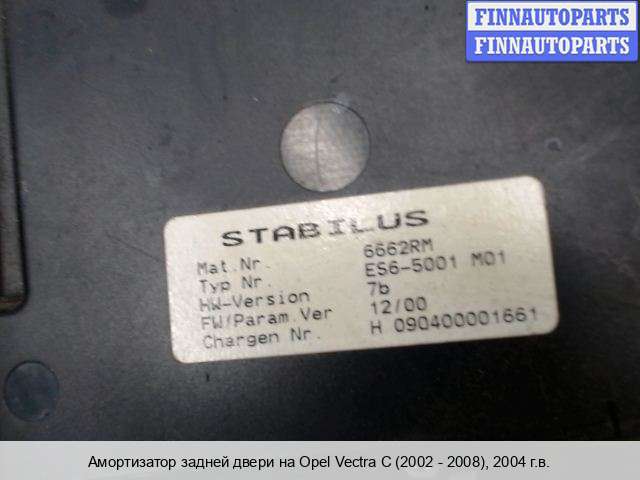 FINNAUTOPARTS
FINNAUTOPARTS
STABILUS
Mat.Nr. 6662RM
Typ Nr. ES6-5001 M01
HW-Version 7b
FW/Param.Ver 12/00
Chargen Nr. H 090400001661
Амортизатор задней двери на Opel Vectra C (2002 - 2008), 2004 г.в.